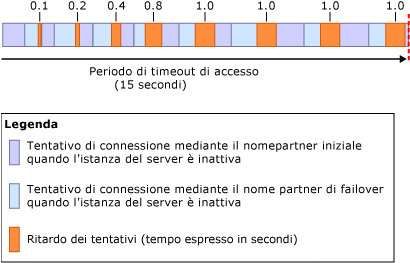 0.1 0.2 0.4 0.8 1.0 1.0 1.0 1.0
Periodo di timeout di accesso
(15 secondi)
Legenda
Tentativo di connessione mediante il nomepartner iniziale
quando l'istanza del server è inattiva
Tentativo di connessione mediante il nome partner di failover
quando l'istanza del server è inattiva
Ritardo dei tentativi (tempo espresso in secondi)